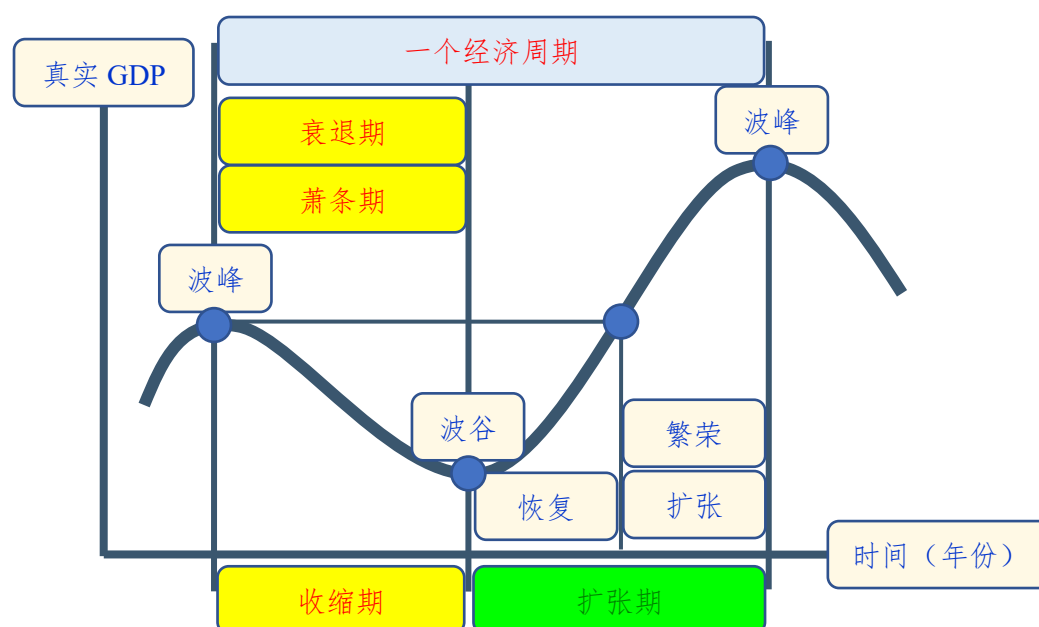 一个经济周期
真实 GDP
波峰
衰退期
萧条期
波峰
波谷
繁荣
恢复
扩张
时间（年份）
收缩期
扩张期